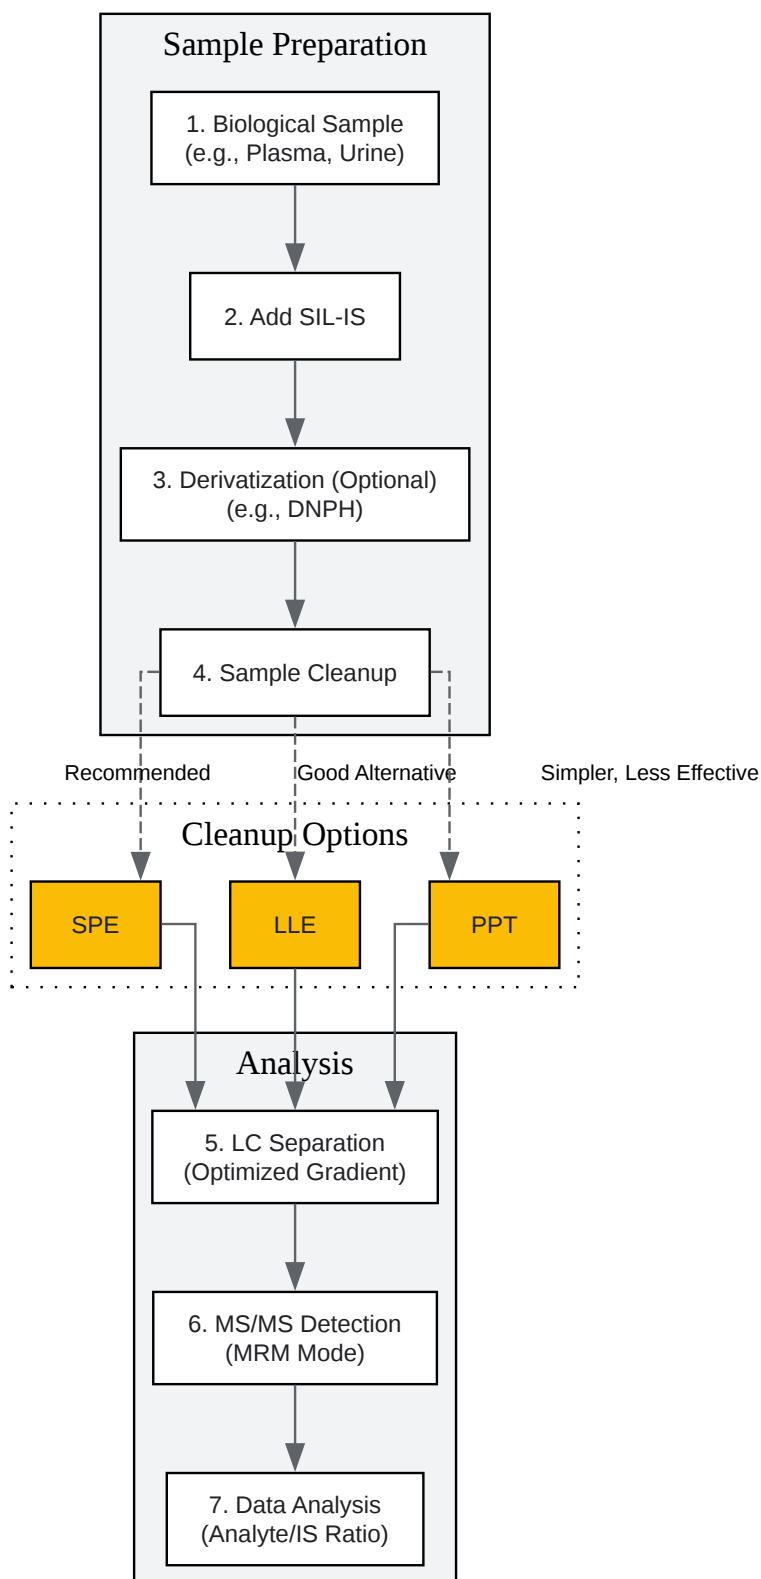 Sample Preparation
1. Biological Sample
(e.g., Plasma, Urine)
2. Add SIL-IS
3. Derivatization (Optional)
(e.g., DNPH)
4. Sample Cleanup
Recommended
Good Alternative
Simpler, Less Effective
Cleanup Options
SPE
LLE
PPT
Analysis
5. LC Separation
(Optimized Gradient)
6. MS/MS Detection
(MRM Mode)
7. Data Analysis
(Analyte/IS Ratio)